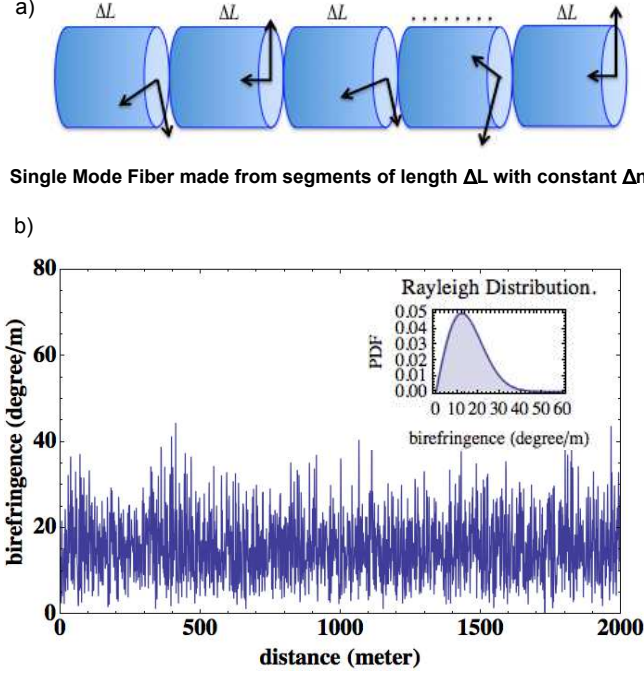 a)
ΔL ΔL ΔL ΔL
Single Mode Fiber made from segments of length ΔL with constant Δn
b)
80
60
40
20
0
birefringence (degree/m)
0 500 1000 1500 2000
distance (meter)
Rayleigh Distribution.
0.05
0.04
0.03
0.02
0.01
0.00
PDF
0 10 20 30 40 50 60
birefringence (degree/m)